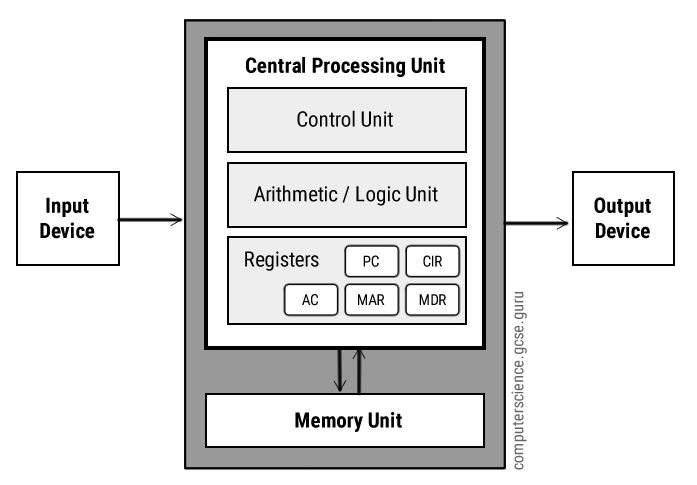 Central Processing Unit
Control Unit
Arithmetic / Logic Unit
Registers
PC
CIR
AC
MAR
MDR
Input
Device
Output
Device
Memory Unit
computerscience.gcse.guru